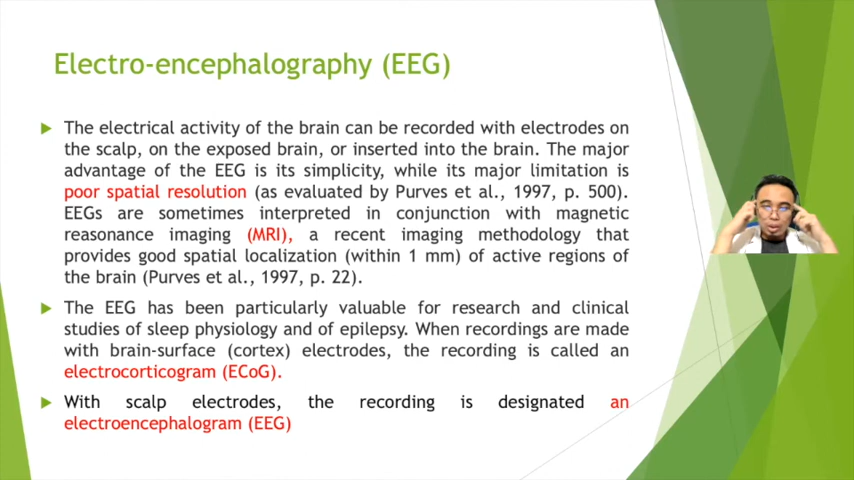 Electro-encephalography (EEG)
The electrical activity of the brain can be recorded with electrodes on
the scalp, on the exposed brain, or inserted into the brain. The major
advantage of the EEG is its simplicity, while its major limitation is
poor spatial resolution (as evaluated by Purves et al., 1997, p. 500).
EEGs are sometimes interpreted in conjunction with magnetic
reasonance imaging (MRI), a recent imaging methodology that
provides good spatial localization (within 1 mm) of active regions of
the brain (Purves et al., 1997, p. 22).
The EEG has been particularly valuable for research and clinical
studies of sleep physiology and of epilepsy. When recordings are made
with brain-surface (cortex) electrodes, the recording is called an
electrocorticogram (ECoG).
With scalp electrodes, the recording is designated an
electroencephalogram (EEG)